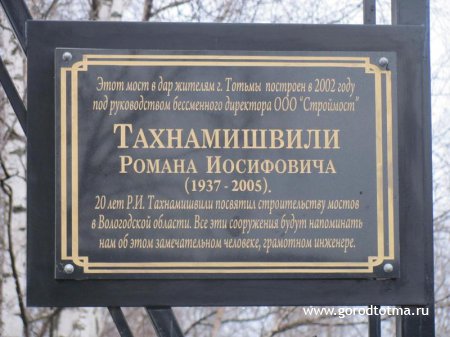 Этот мост в дар жителям г. Тотьмы построен в 2002 году
под руководством бессменного директора ООО "Строймост"
ТАХНАМИШВИЛИ
РОМАНА ИОСИФОВИЧА
(1937 - 2005).
20 лет Р.И. Тахнамишвили посвятил строительству мостов
в Вологодской области. Все эти сооружения будут напоминать
нам об этом замечательном человеке, грамотном инженере.
www.gorodtotma.ru